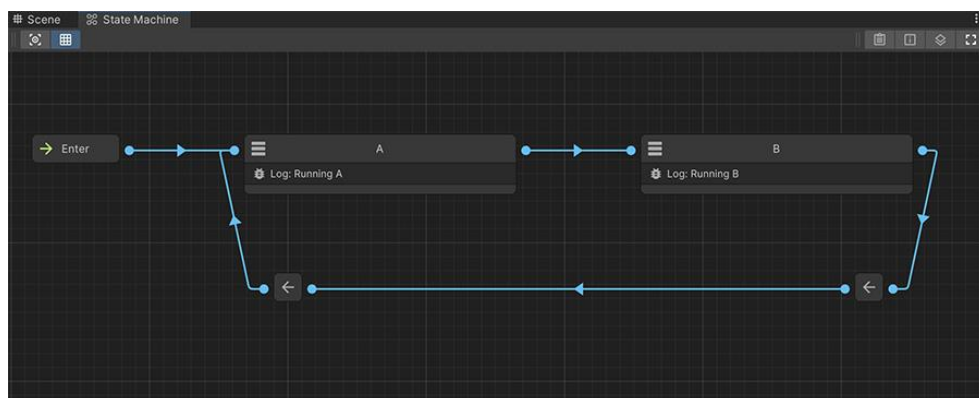 Scene
State Machine
Enter
A
B
Log: Running A
Log: Running B